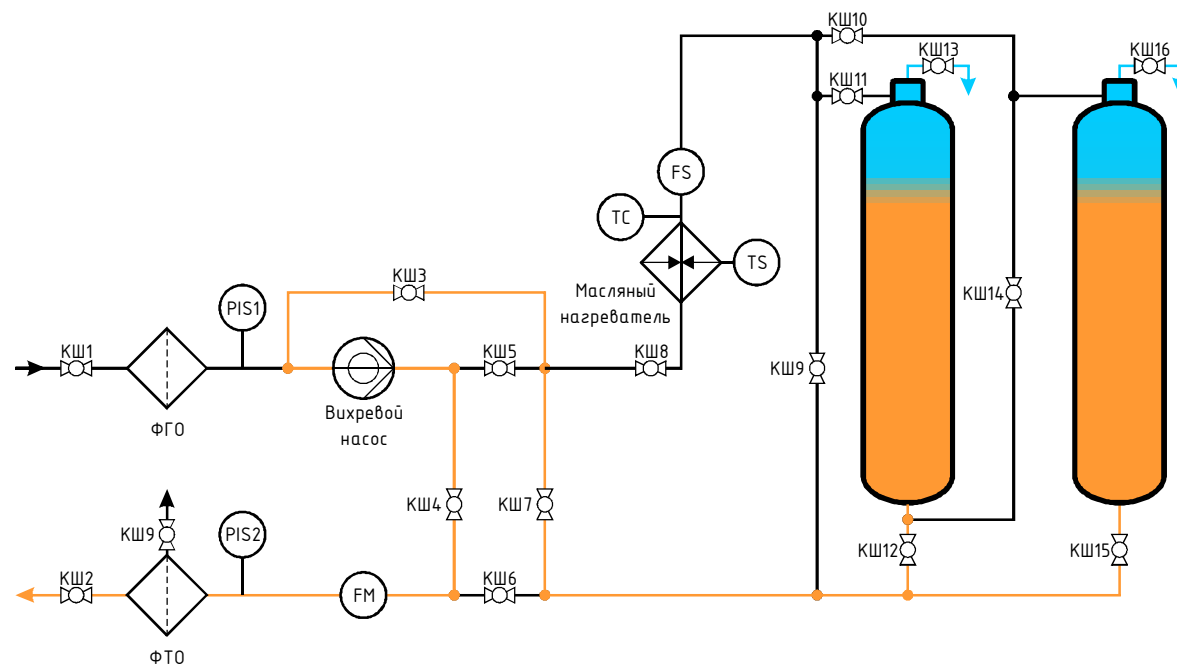 КШ10
КШ13
КШ16
КШ11
FS
TC
TS
КШ3
Масляный
нагреватель
КШ14
PIS1
КШ1
КШ5
КШ8
КШ9
Вихревой
насос
ФГО
КШ4
КШ7
КШ9
PIS2
КШ12
КШ15
КШ2
FM
КШ6
ФТО